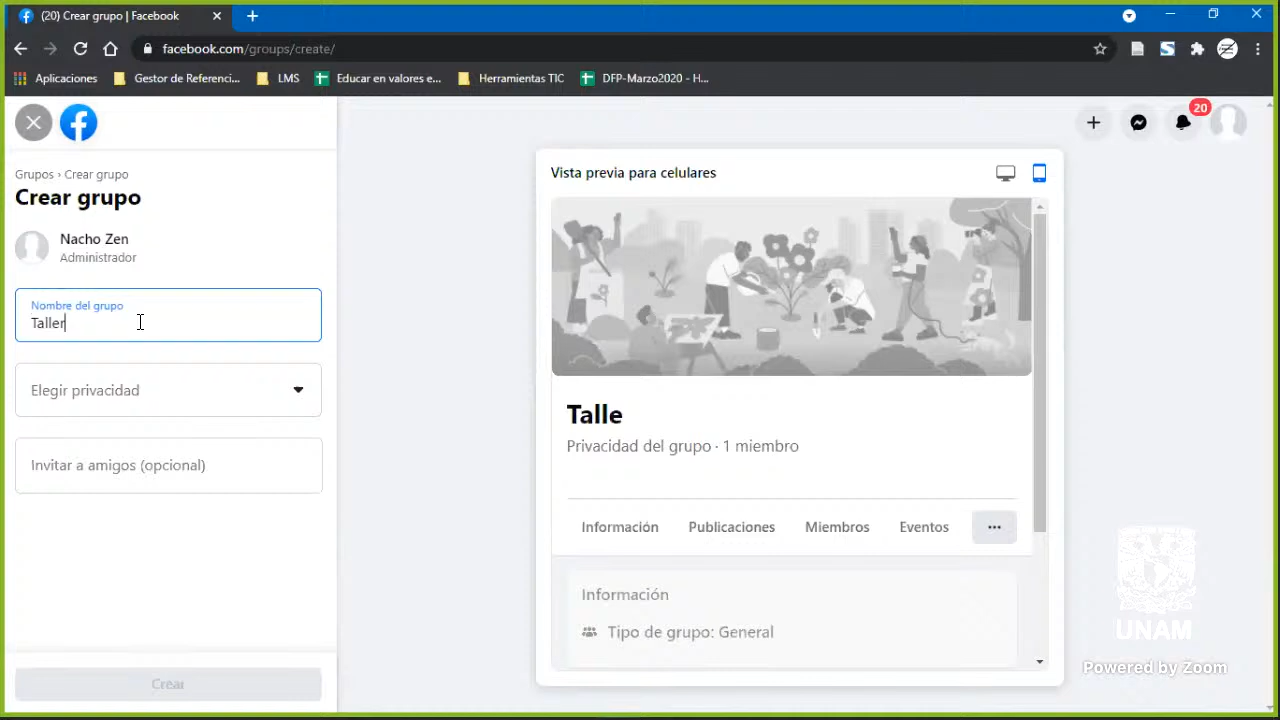 (20) Crear grupo | Facebook
facebook.com/groups/create/
Aplicaciones
Gestor de Referenci...
LMS
Educar en valores e...
Herramientas TIC
DFP-Marzo2020 - H...
20
Grupos › Crear grupo
Crear grupo
Nacho Zen
Administrador
Nombre del grupo
Taller
Elegir privacidad
Invitar a amigos (opcional)
Crear
Vista previa para celulares
Talle
Privacidad del grupo · 1 miembro
Información
Publicaciones
Miembros
Eventos
Información
Tipo de grupo: General
UNAM
Powered by Zoom